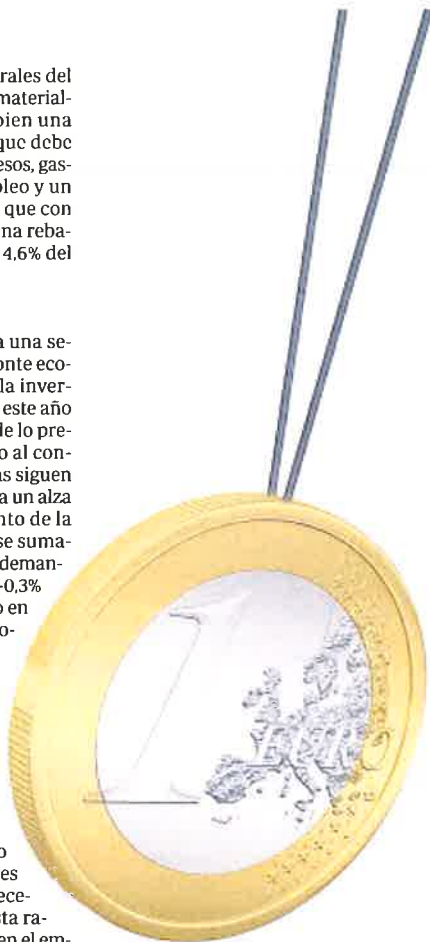 rales del
material-
bien una
que debe
esos, gas-
oleo y un
que con
na reba-
4,6% del
a una se-
onte eco-
la inver-
este año
de lo pre-
o al con-
as siguen
a un alza
nto de la
se suma-
deman-
-0,3%
o en
o-
o
es
ece-
sta ra-
en el em-